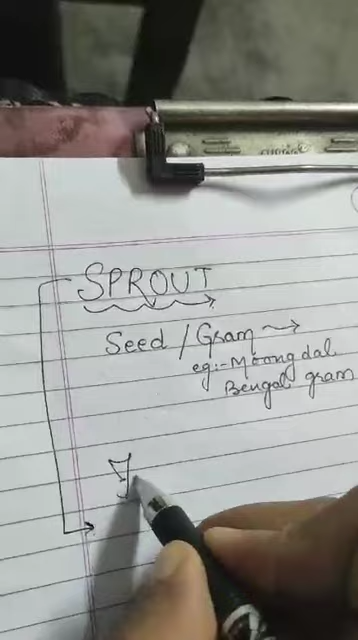 SPROUT
Seed / Gram →
eg:- Moong dal
Bengal gram